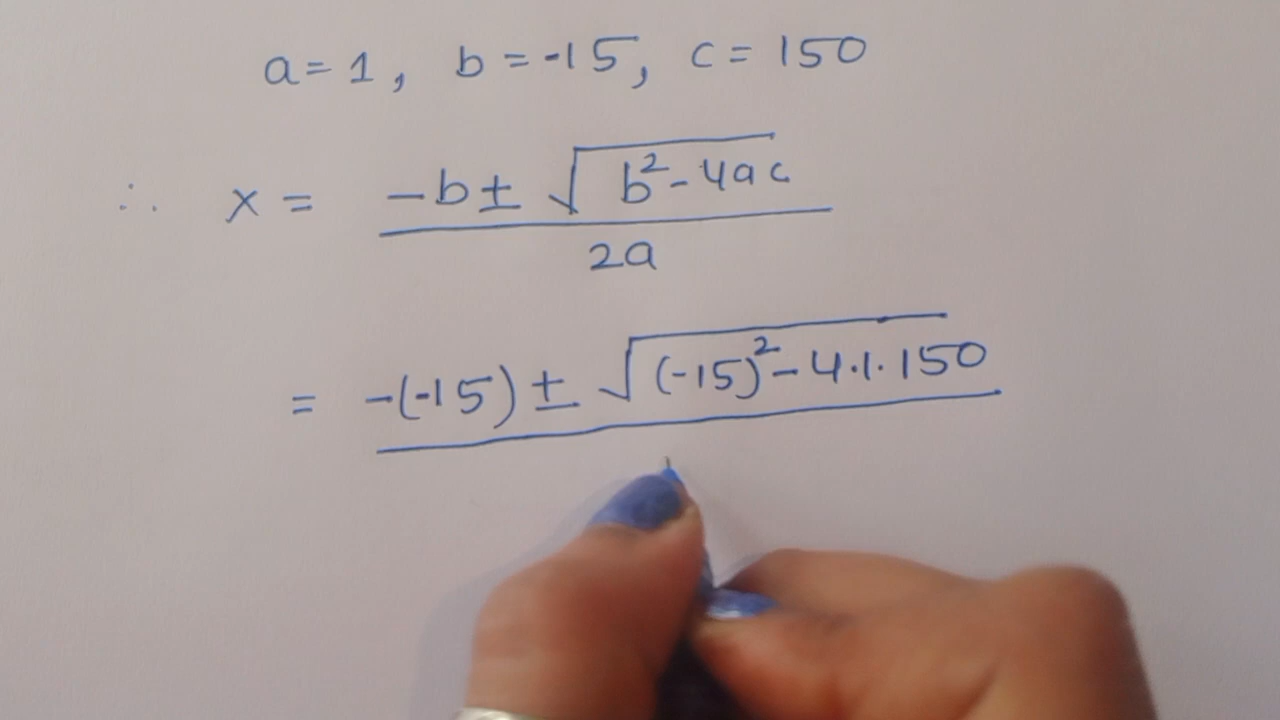 a = 1 , b = -15, c = 150
∴ x = -b ± √(b² - 4ac) / 2a
= -(-15) ± √((-15)² - 4·1·150)